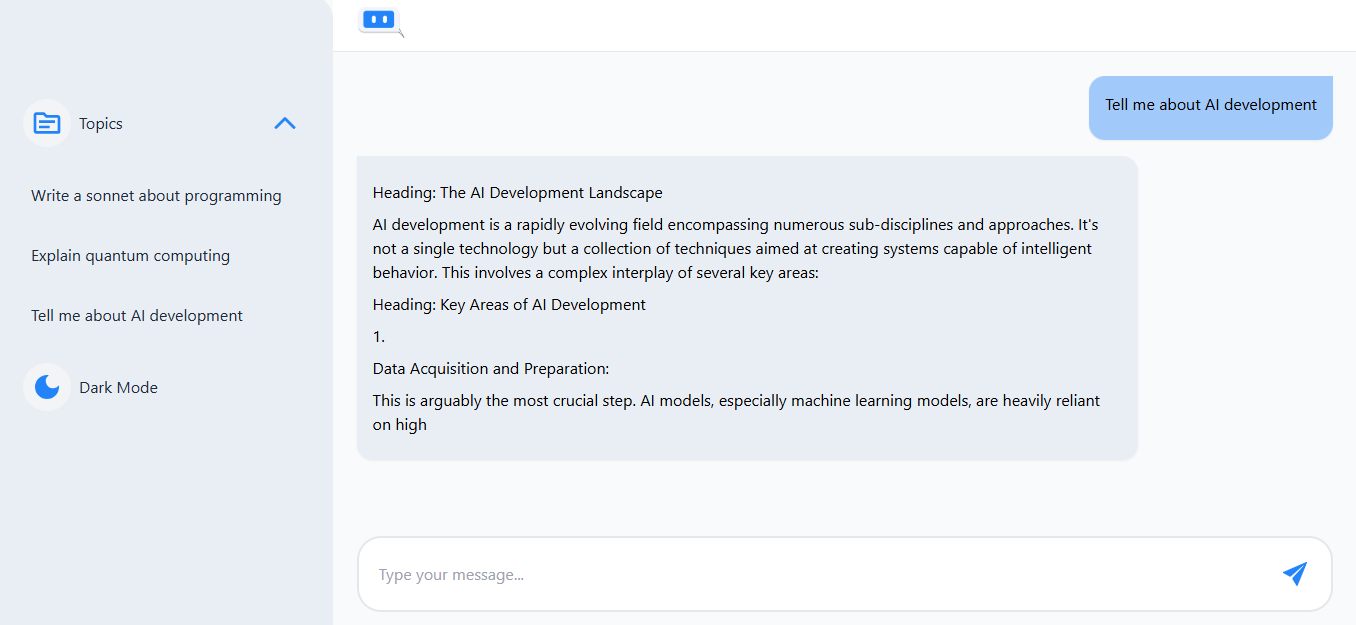 Topics
Write a sonnet about programming
Explain quantum computing
Tell me about AI development
Dark Mode
Tell me about AI development
Heading: The AI Development Landscape
AI development is a rapidly evolving field encompassing numerous sub-disciplines and approaches. It's
not a single technology but a collection of techniques aimed at creating systems capable of intelligent
behavior. This involves a complex interplay of several key areas:
Heading: Key Areas of AI Development
1.
Data Acquisition and Preparation:
This is arguably the most crucial step. AI models, especially machine learning models, are heavily reliant
on high
Type your message...